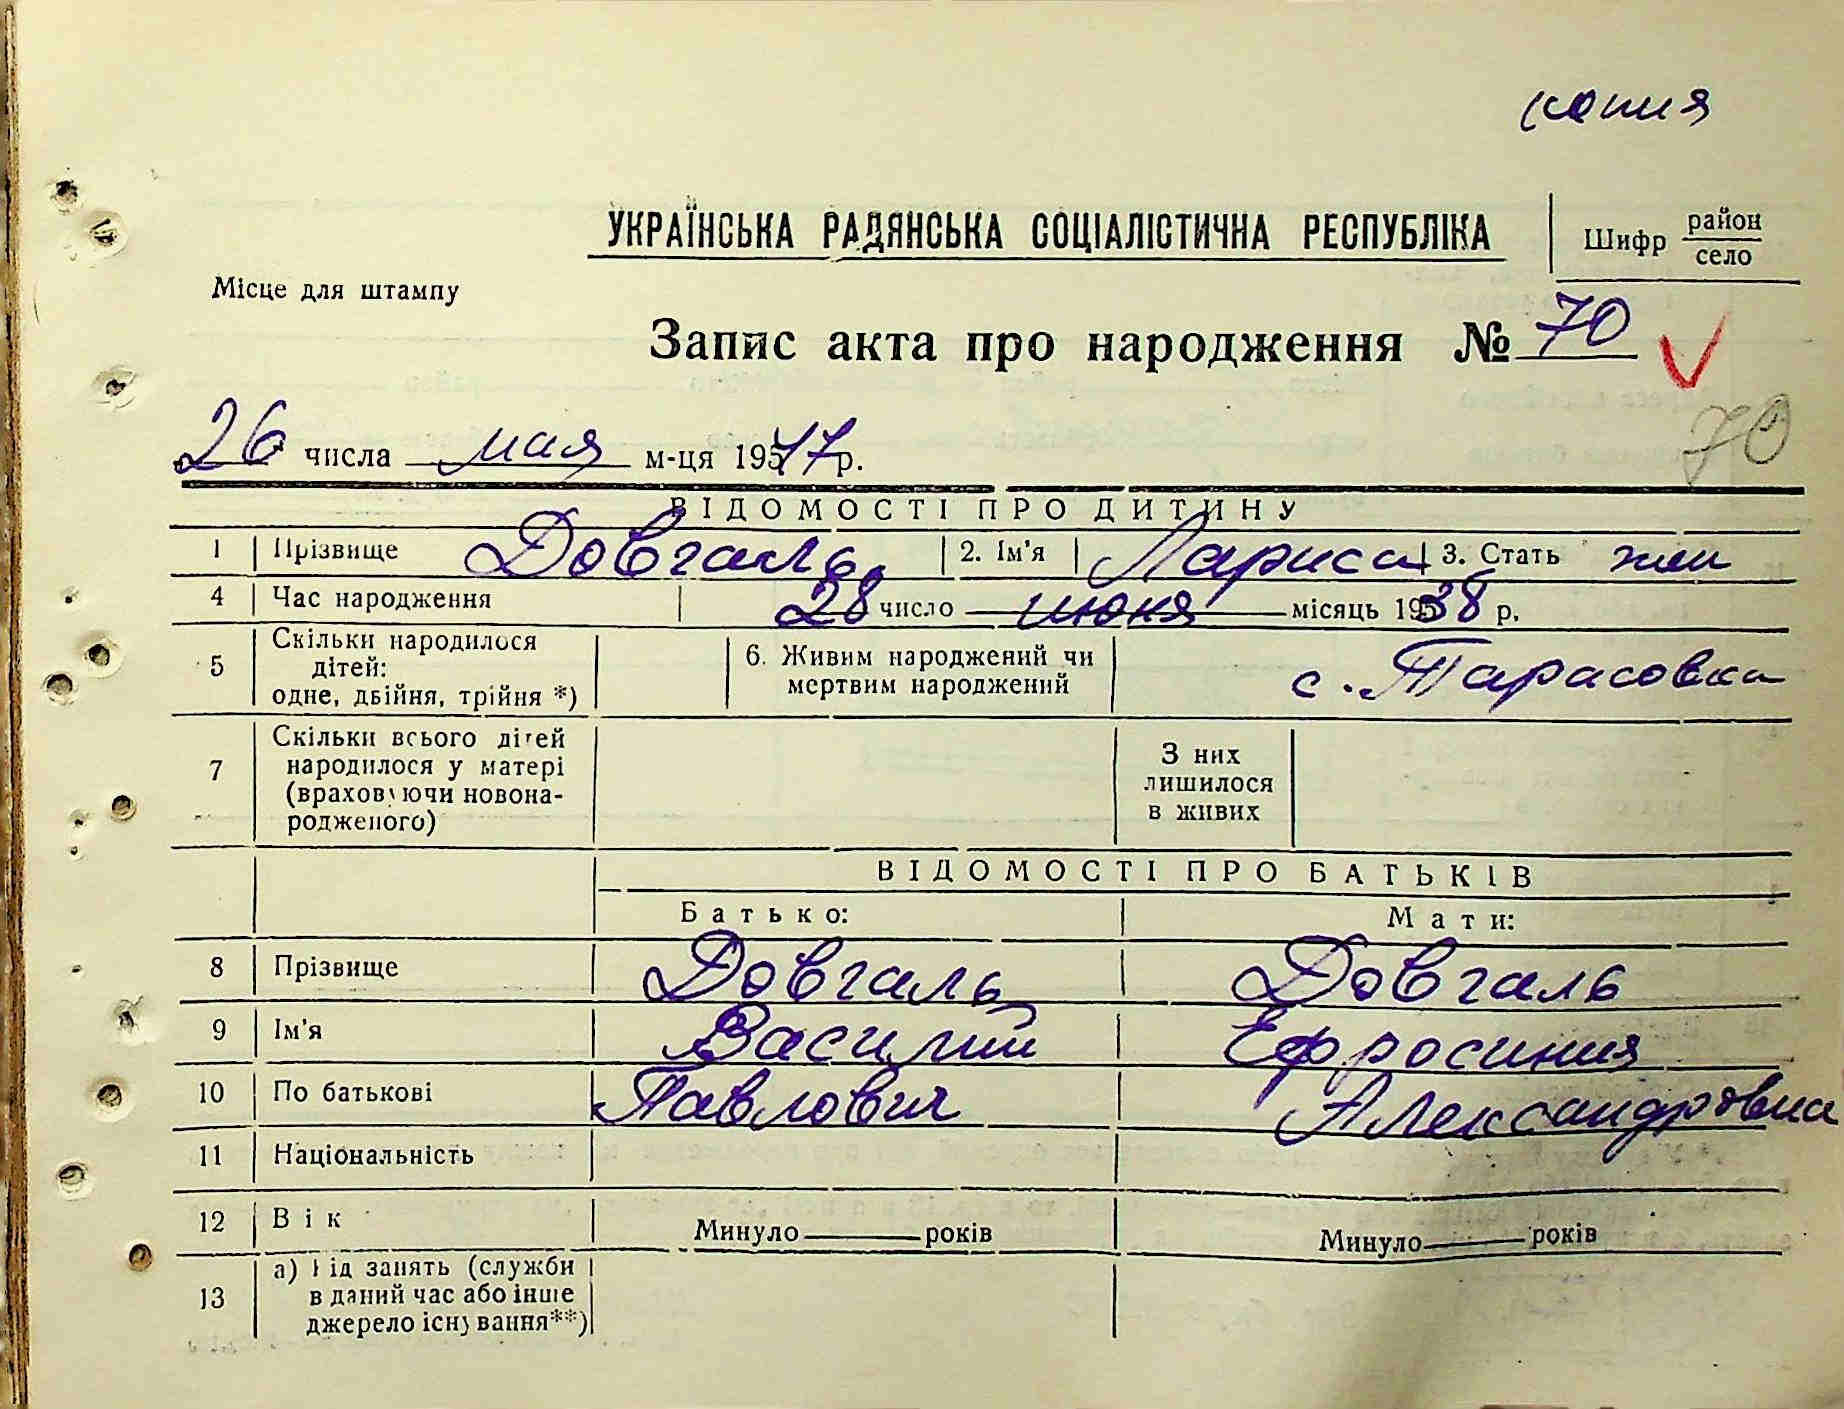 копия
УКРАЇНСЬКА РАДЯНСЬКА СОЦІАЛІСТИЧНА РЕСПУБЛІКА
Шифр район село
Місце для штампу
Запис акта про народження № 70
70
26 числа мая м-ця 1947 р.
ВІДОМОСТІ ПРО ДИТИНУ
1 Прізвище Довгаль 2. Ім'я Лариса 3. Стать жен
4 Час народження 28 число июня місяць 1938 р.
5 Скільки народилося дітей: одне, двійня, трійня *) 6. Живим народжений чи мертвим народжений с. Тарасовка
7 Скільки всього дітей народилося у матері (враховуючи новонародженого) З них лишилося в живих
ВІДОМОСТІ ПРО БАТЬКІВ
Батько: Мати:
8 Прізвище Довгаль Довгаль
9 Ім'я Василий Ефросиния
10 По батькові Павлович Александровна
11 Національність
12 Вік Минуло років Минуло років
13 а) Рід занять (служби в даний час або інше джерело існування**)